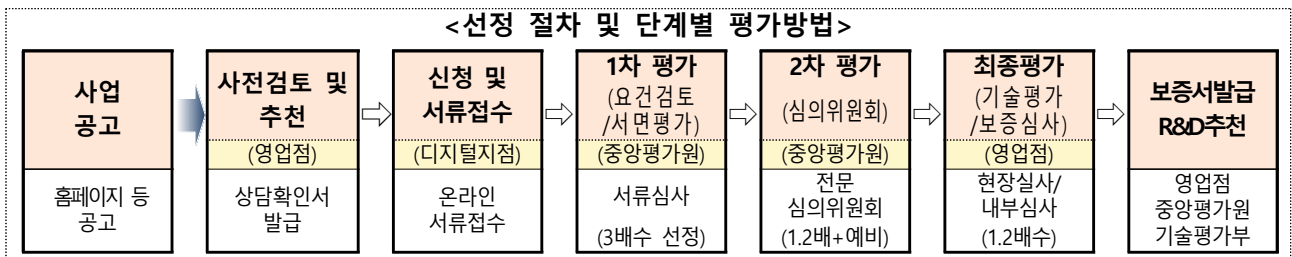 <선정 절차 및 단계별 평가방법>
사업
공고
홈페이지 등
공고
사전검토 및
추천
(영업점)
상담확인서
발급
신청 및
서류접수
(디지털지점)
온라인
서류접수
1차 평가
(요건검토
/서면평가)
(중앙평가원)
서류심사
(3배수 선정)
2차 평가
(심의위원회)
(중앙평가원)
전문
심의위원회
(1.2배+예비)
최종평가
(기술평가
/보증심사)
(영업점)
현장실사/
내부심사
(1.2배수)
보증서발급
R&D추천
영업점
중앙평가원
기술평가부